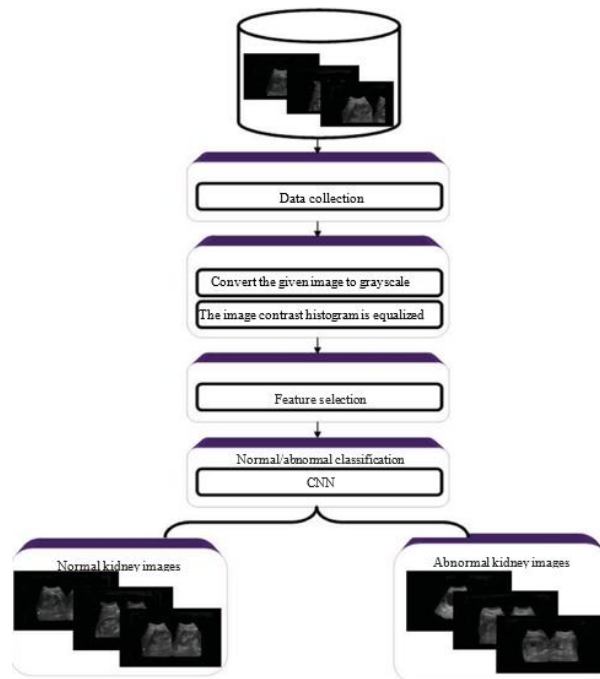 Data collection
Convert the given image to grayscale
The image contrast histogram is equalized
Feature selection
Normal/abnormal classification
CNN
Normal kidney images
Abnormal kidney images